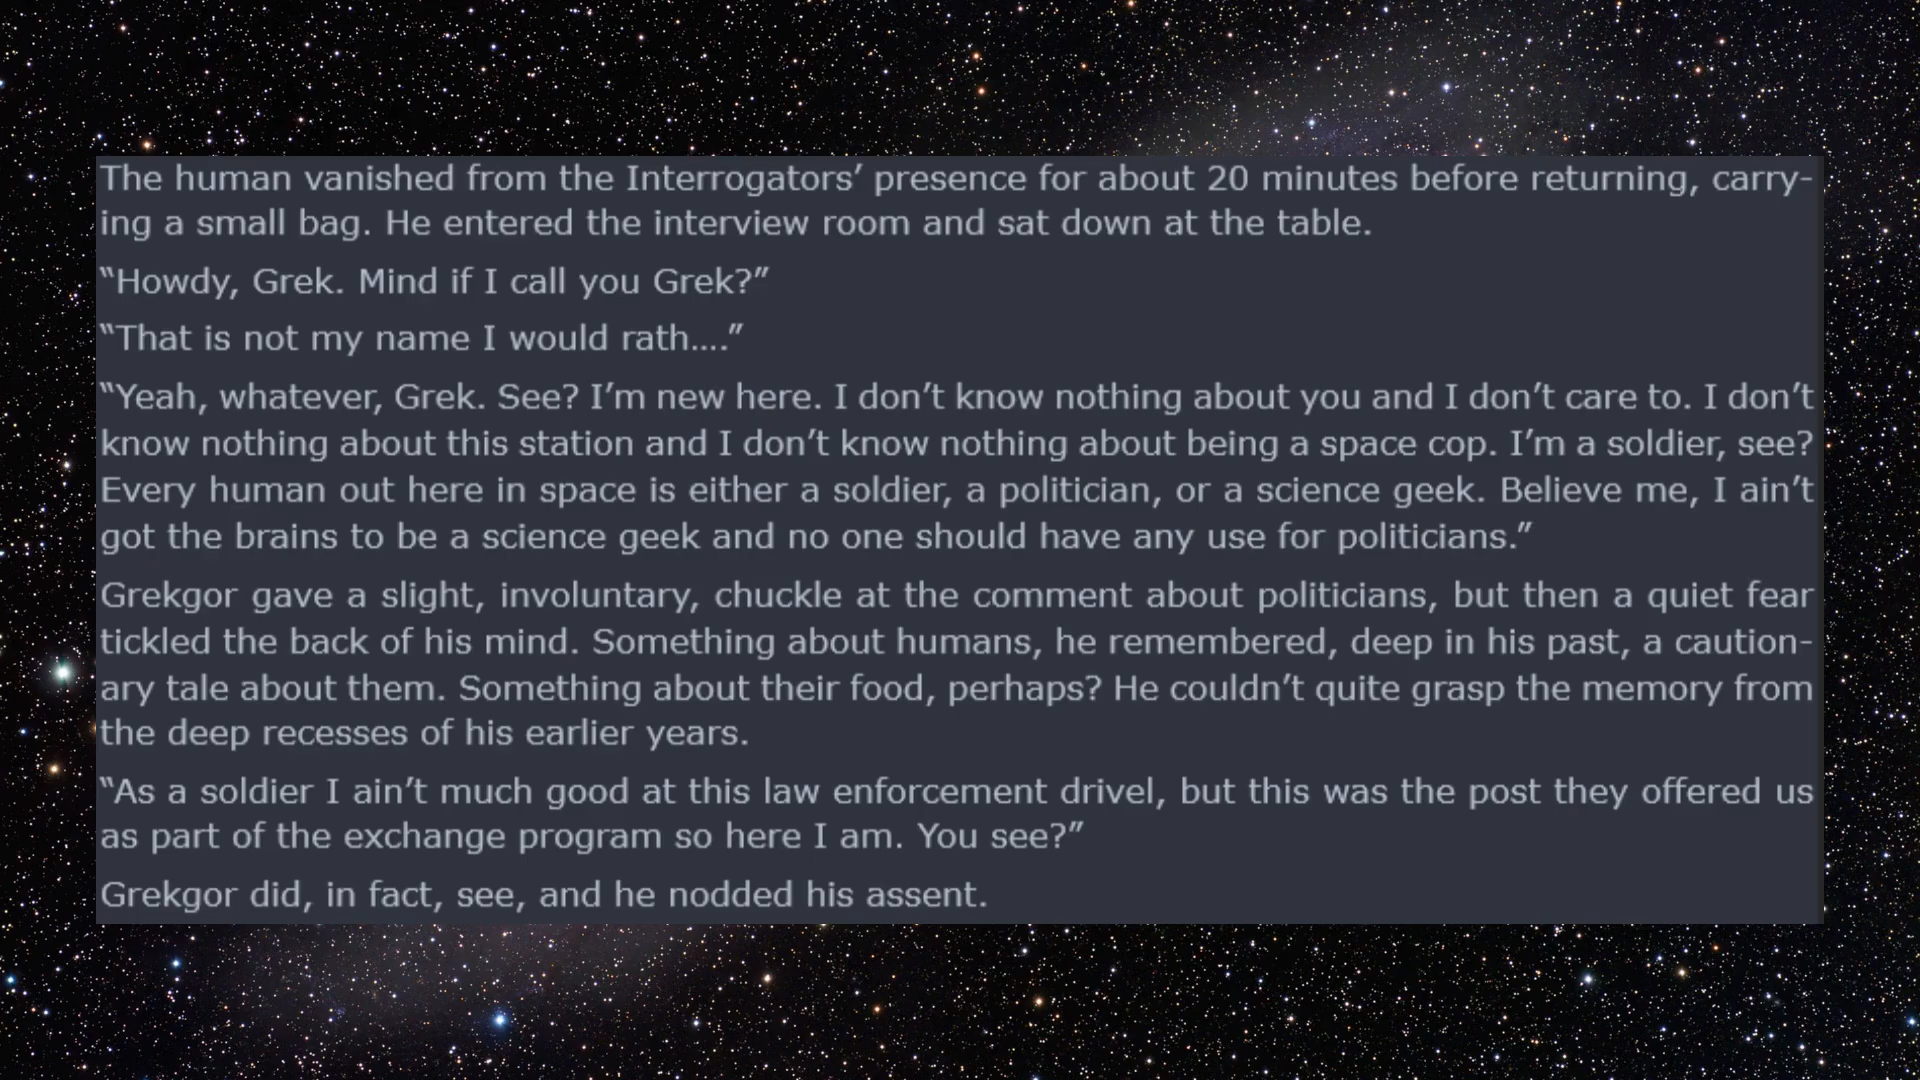 The human vanished from the Interrogators’ presence for about 20 minutes before returning, carry-
ing a small bag. He entered the interview room and sat down at the table.
“Howdy, Grek. Mind if I call you Grek?”
“That is not my name I would rath....”
“Yeah, whatever, Grek. See? I’m new here. I don’t know nothing about you and I don’t care to. I don’t
know nothing about this station and I don’t know nothing about being a space cop. I’m a soldier, see?
Every human out here in space is either a soldier, a politician, or a science geek. Believe me, I ain’t
got the brains to be a science geek and no one should have any use for politicians.”
Grekgor gave a slight, involuntary, chuckle at the comment about politicians, but then a quiet fear
tickled the back of his mind. Something about humans, he remembered, deep in his past, a caution-
ary tale about them. Something about their food, perhaps? He couldn’t quite grasp the memory from
the deep recesses of his earlier years.
“As a soldier I ain’t much good at this law enforcement drivel, but this was the post they offered us
as part of the exchange program so here I am. You see?”
Grekgor did, in fact, see, and he nodded his assent.